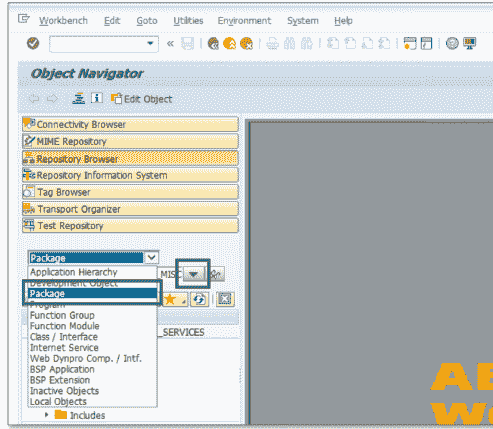 Workbench Edit Goto Utilities Environment System Help
Object Navigator
Edit Object
Connectivity Browser
MIME Repository
Repository Browser
Repository Information System
Tag Browser
Transport Organizer
Test Repository
Package
Application Hierarchy
MISC
Development Object
Package
Program
Function Group
Function Module
Class / Interface
_SERVICES
Internet Service
Web Dynpro Comp. / Intf.
BSP Application
BSP Extension
Inactive Objects
Local Objects
Includes
AB
W